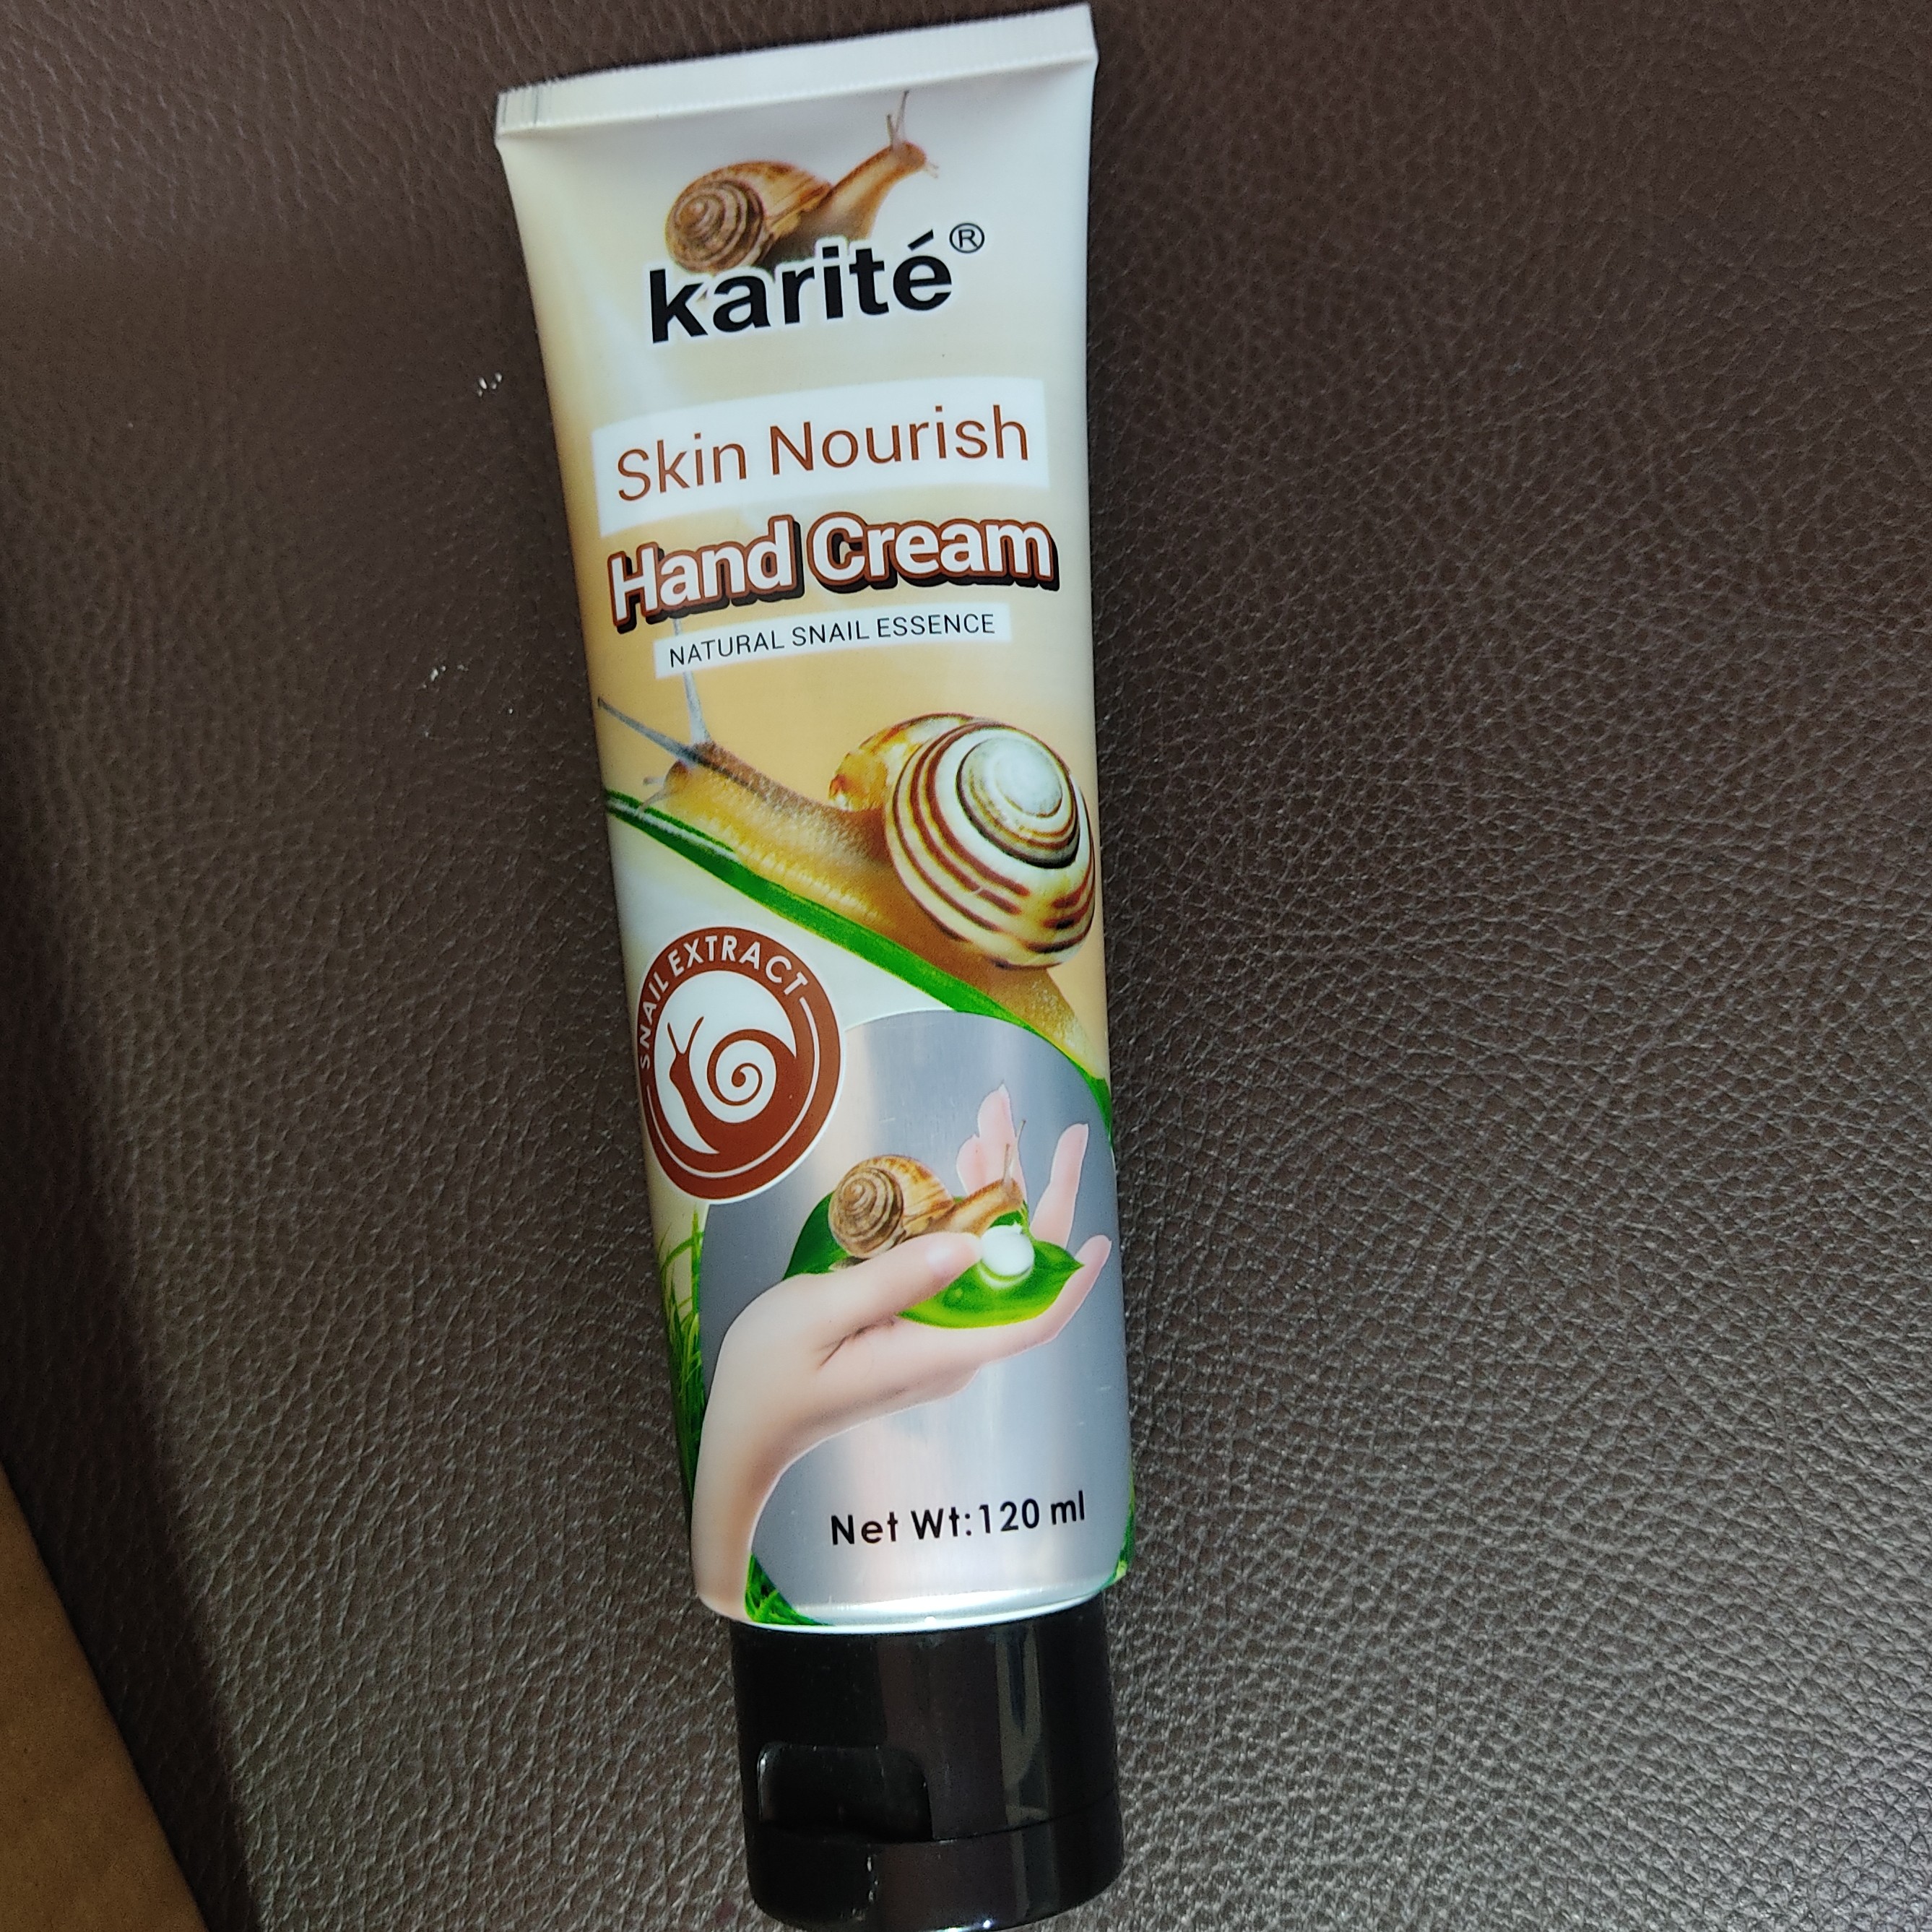 karité®
Skin Nourish
Hand Cream
NATURAL SNAIL ESSENCE
SNAIL EXTRACT
Net Wt:120 ml